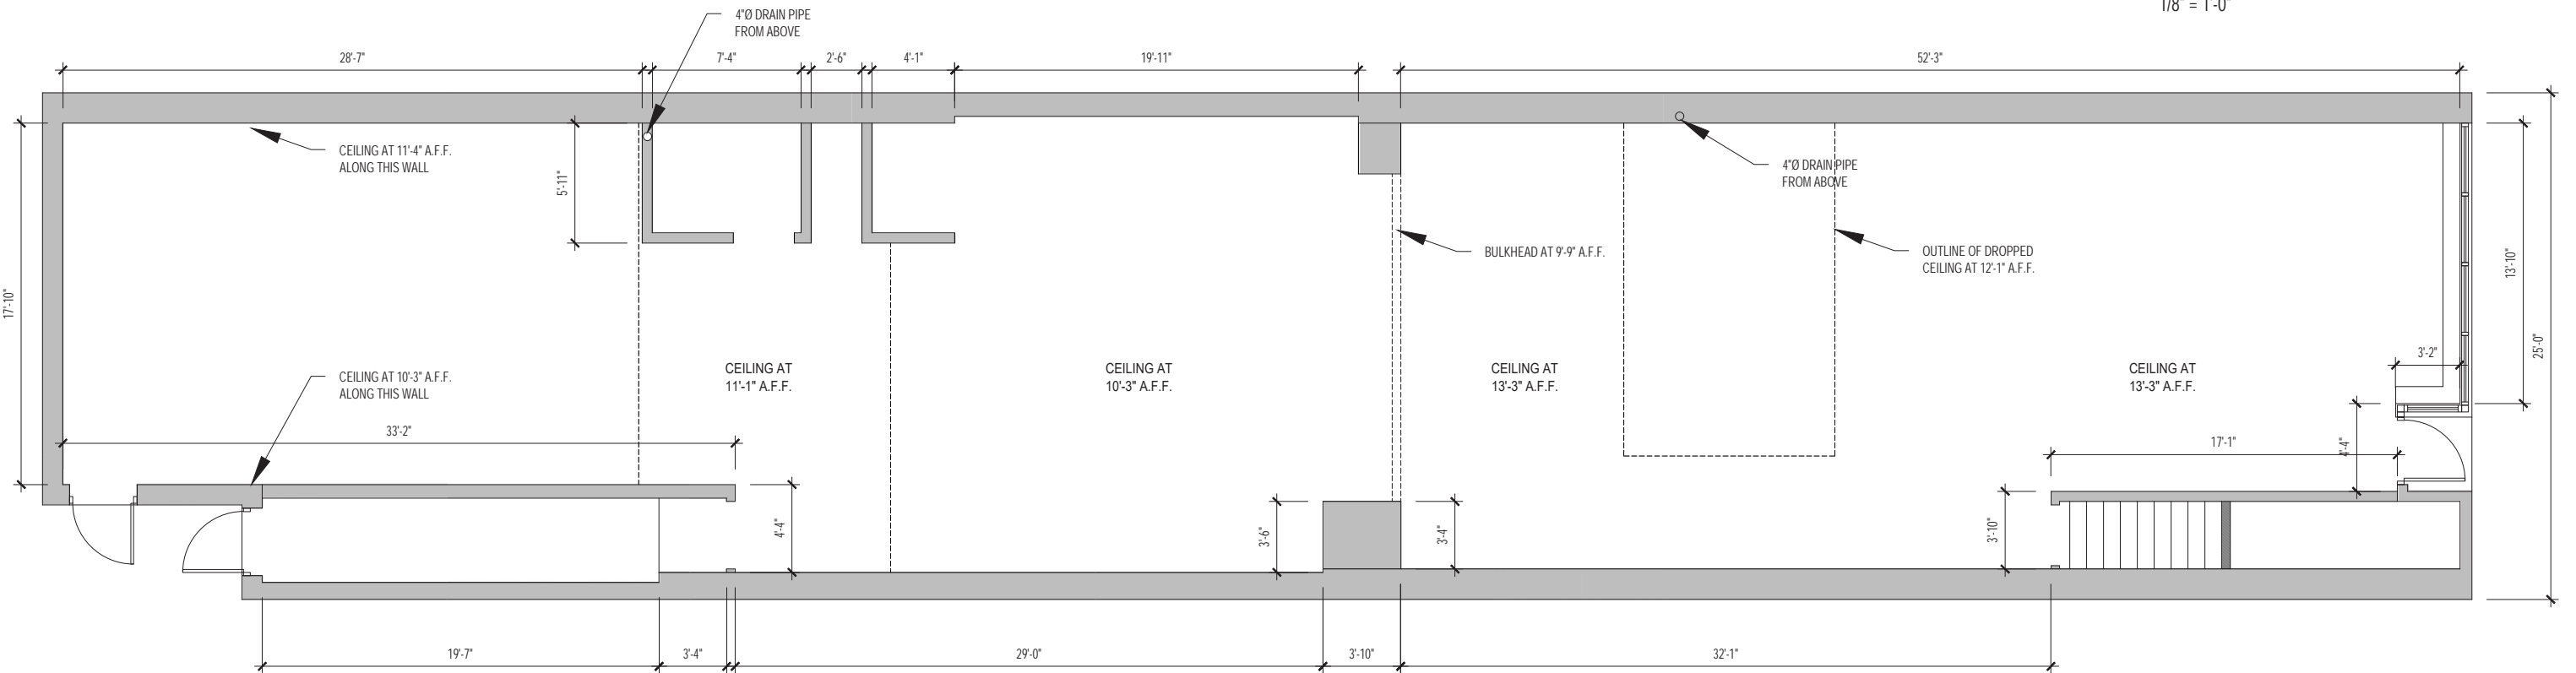 1/8" = 1'-0"
4"Ø DRAIN PIPE
FROM ABOVE
28'-7"
7'-4"
2'-6"
4'-1"
19'-11"
52'-3"
CEILING AT 11'-4" A.F.F.
ALONG THIS WALL
5'-11"
4"Ø DRAIN PIPE
FROM ABOVE
BULKHEAD AT 9'-9" A.F.F.
OUTLINE OF DROPPED
CEILING AT 12'-1" A.F.F.
13'-10"
17'-10"
25'-0"
3'-2"
CEILING AT 10'-3" A.F.F.
ALONG THIS WALL
CEILING AT
11'-1" A.F.F.
CEILING AT
10'-3" A.F.F.
CEILING AT
13'-3" A.F.F.
CEILING AT
13'-3" A.F.F.
33'-2"
17'-1"
4'-4"
4'-4"
3'-6"
3'-4"
3'-10"
19'-7"
3'-4"
29'-0"
3'-10"
32'-1"